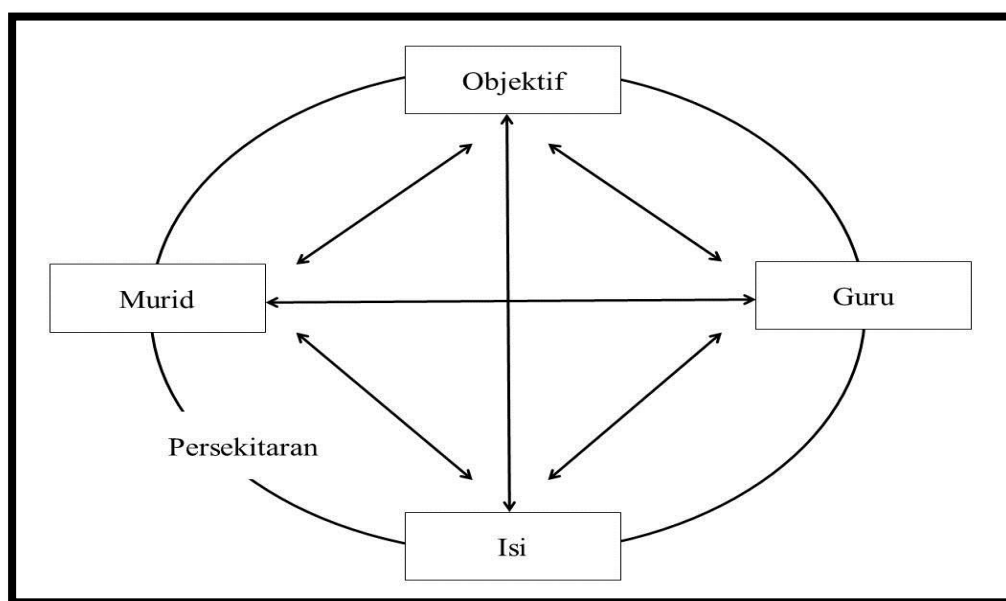 Objektif
Murid
Guru
Persekitaran
Isi